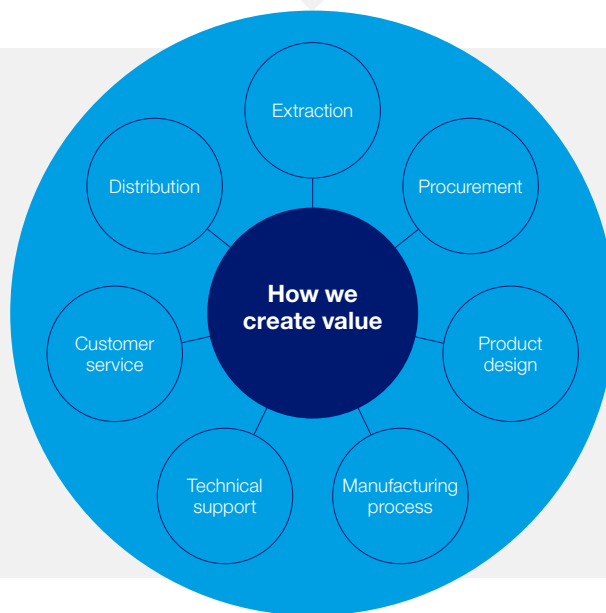 Extraction
Distribution
Procurement
How we
create value
Customer
service
Product
design
Technical
support
Manufacturing
process